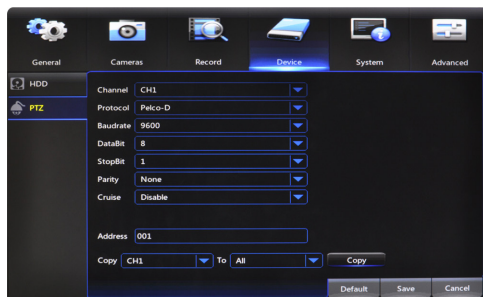 General Cameras Record Device System Advanced
HDD
PTZ
Channel CH1
Protocol Pelco-D
Baudrate 9600
DataBit 8
StopBit 1
Parity None
Cruise Disable
Address 001
Copy CH1 To All Copy
Default Save Cancel